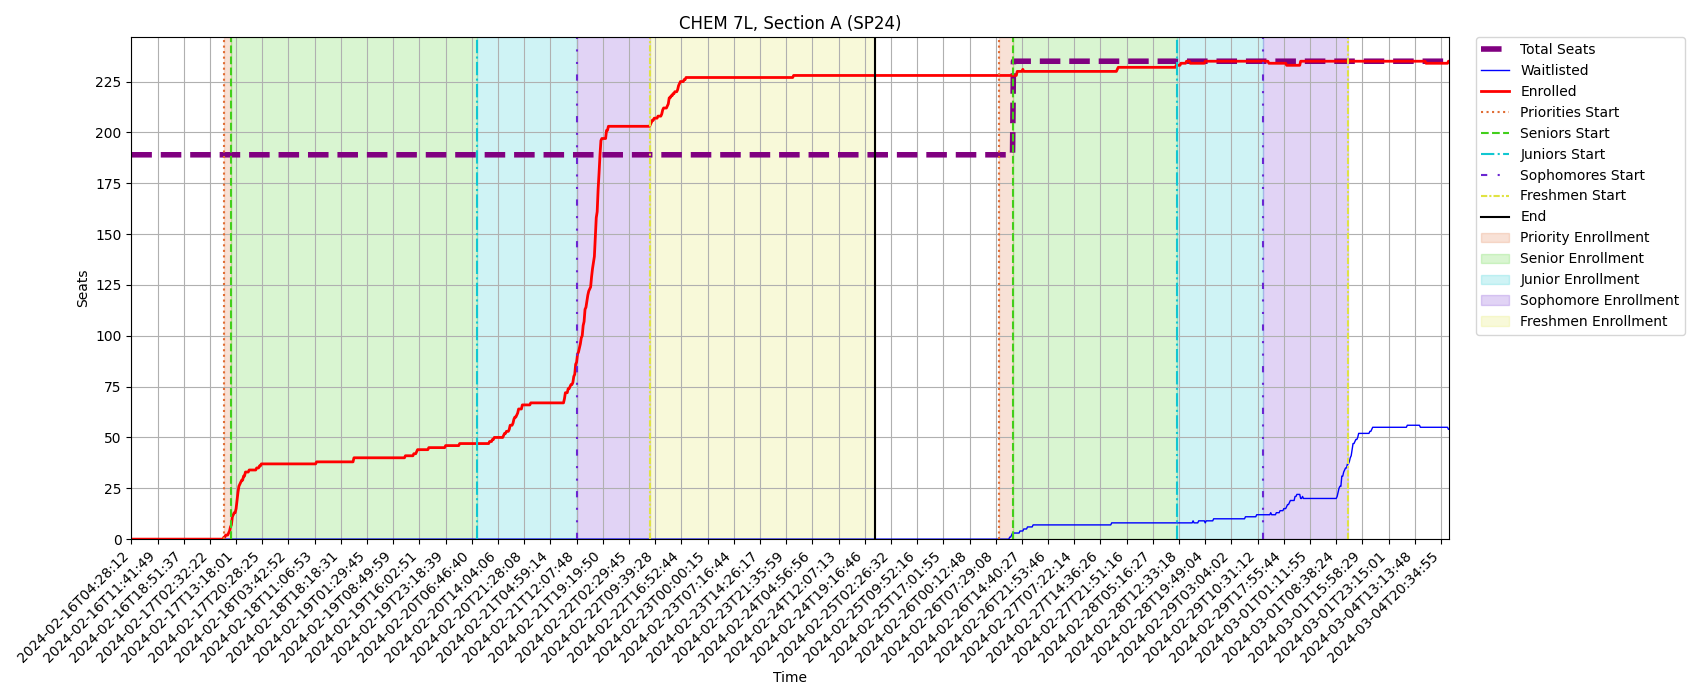 CHEM 7L, Section A (SP24)
Seats
225
200
175
150
125
100
75
50
25
0
2024-02-16T04:28:12
2024-02-16T11:41:49
2024-02-16T18:51:37
2024-02-17T02:32:22
2024-02-17T13:18:01
2024-02-17T20:28:25
2024-02-18T03:42:52
2024-02-18T11:06:53
2024-02-18T18:18:31
2024-02-19T01:29:45
2024-02-19T08:49:59
2024-02-19T16:02:51
2024-02-19T23:18:39
2024-02-20T06:46:40
2024-02-20T14:04:06
2024-02-20T21:28:08
2024-02-21T04:59:14
2024-02-21T12:07:48
2024-02-21T19:19:50
2024-02-22T02:29:45
2024-02-22T09:39:28
2024-02-22T16:52:44
2024-02-23T00:00:15
2024-02-23T07:16:44
2024-02-23T14:26:17
2024-02-23T21:35:59
2024-02-24T04:56:56
2024-02-24T12:07:13
2024-02-24T19:16:46
2024-02-25T02:26:32
2024-02-25T09:52:16
2024-02-25T17:01:55
2024-02-26T00:12:48
2024-02-26T07:29:08
2024-02-26T14:40:27
2024-02-26T21:53:46
2024-02-27T07:22:14
2024-02-27T14:36:26
2024-02-27T21:51:16
2024-02-28T05:16:27
2024-02-28T12:33:18
2024-02-28T19:49:04
2024-02-29T03:04:02
2024-02-29T10:31:12
2024-02-29T17:55:44
2024-03-01T01:11:55
2024-03-01T08:38:24
2024-03-01T15:58:29
2024-03-01T23:15:01
2024-03-04T13:13:48
2024-03-04T20:34:55
Time
Total Seats
Waitlisted
Enrolled
Priorities Start
Seniors Start
Juniors Start
Sophomores Start
Freshmen Start
End
Priority Enrollment
Senior Enrollment
Junior Enrollment
Sophomore Enrollment
Freshmen Enrollment